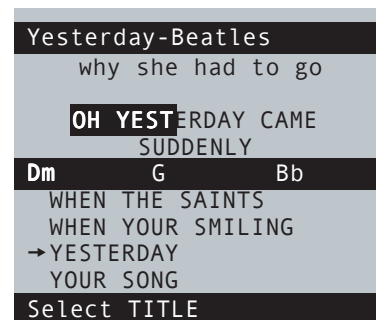 Yesterday-Beatles
why she had to go
OH YESTERDAY CAME
SUDDENLY
Dm G Bb
WHEN THE SAINTS
WHEN YOUR SMILING
→YESTERDAY
YOUR SONG
Select TITLE